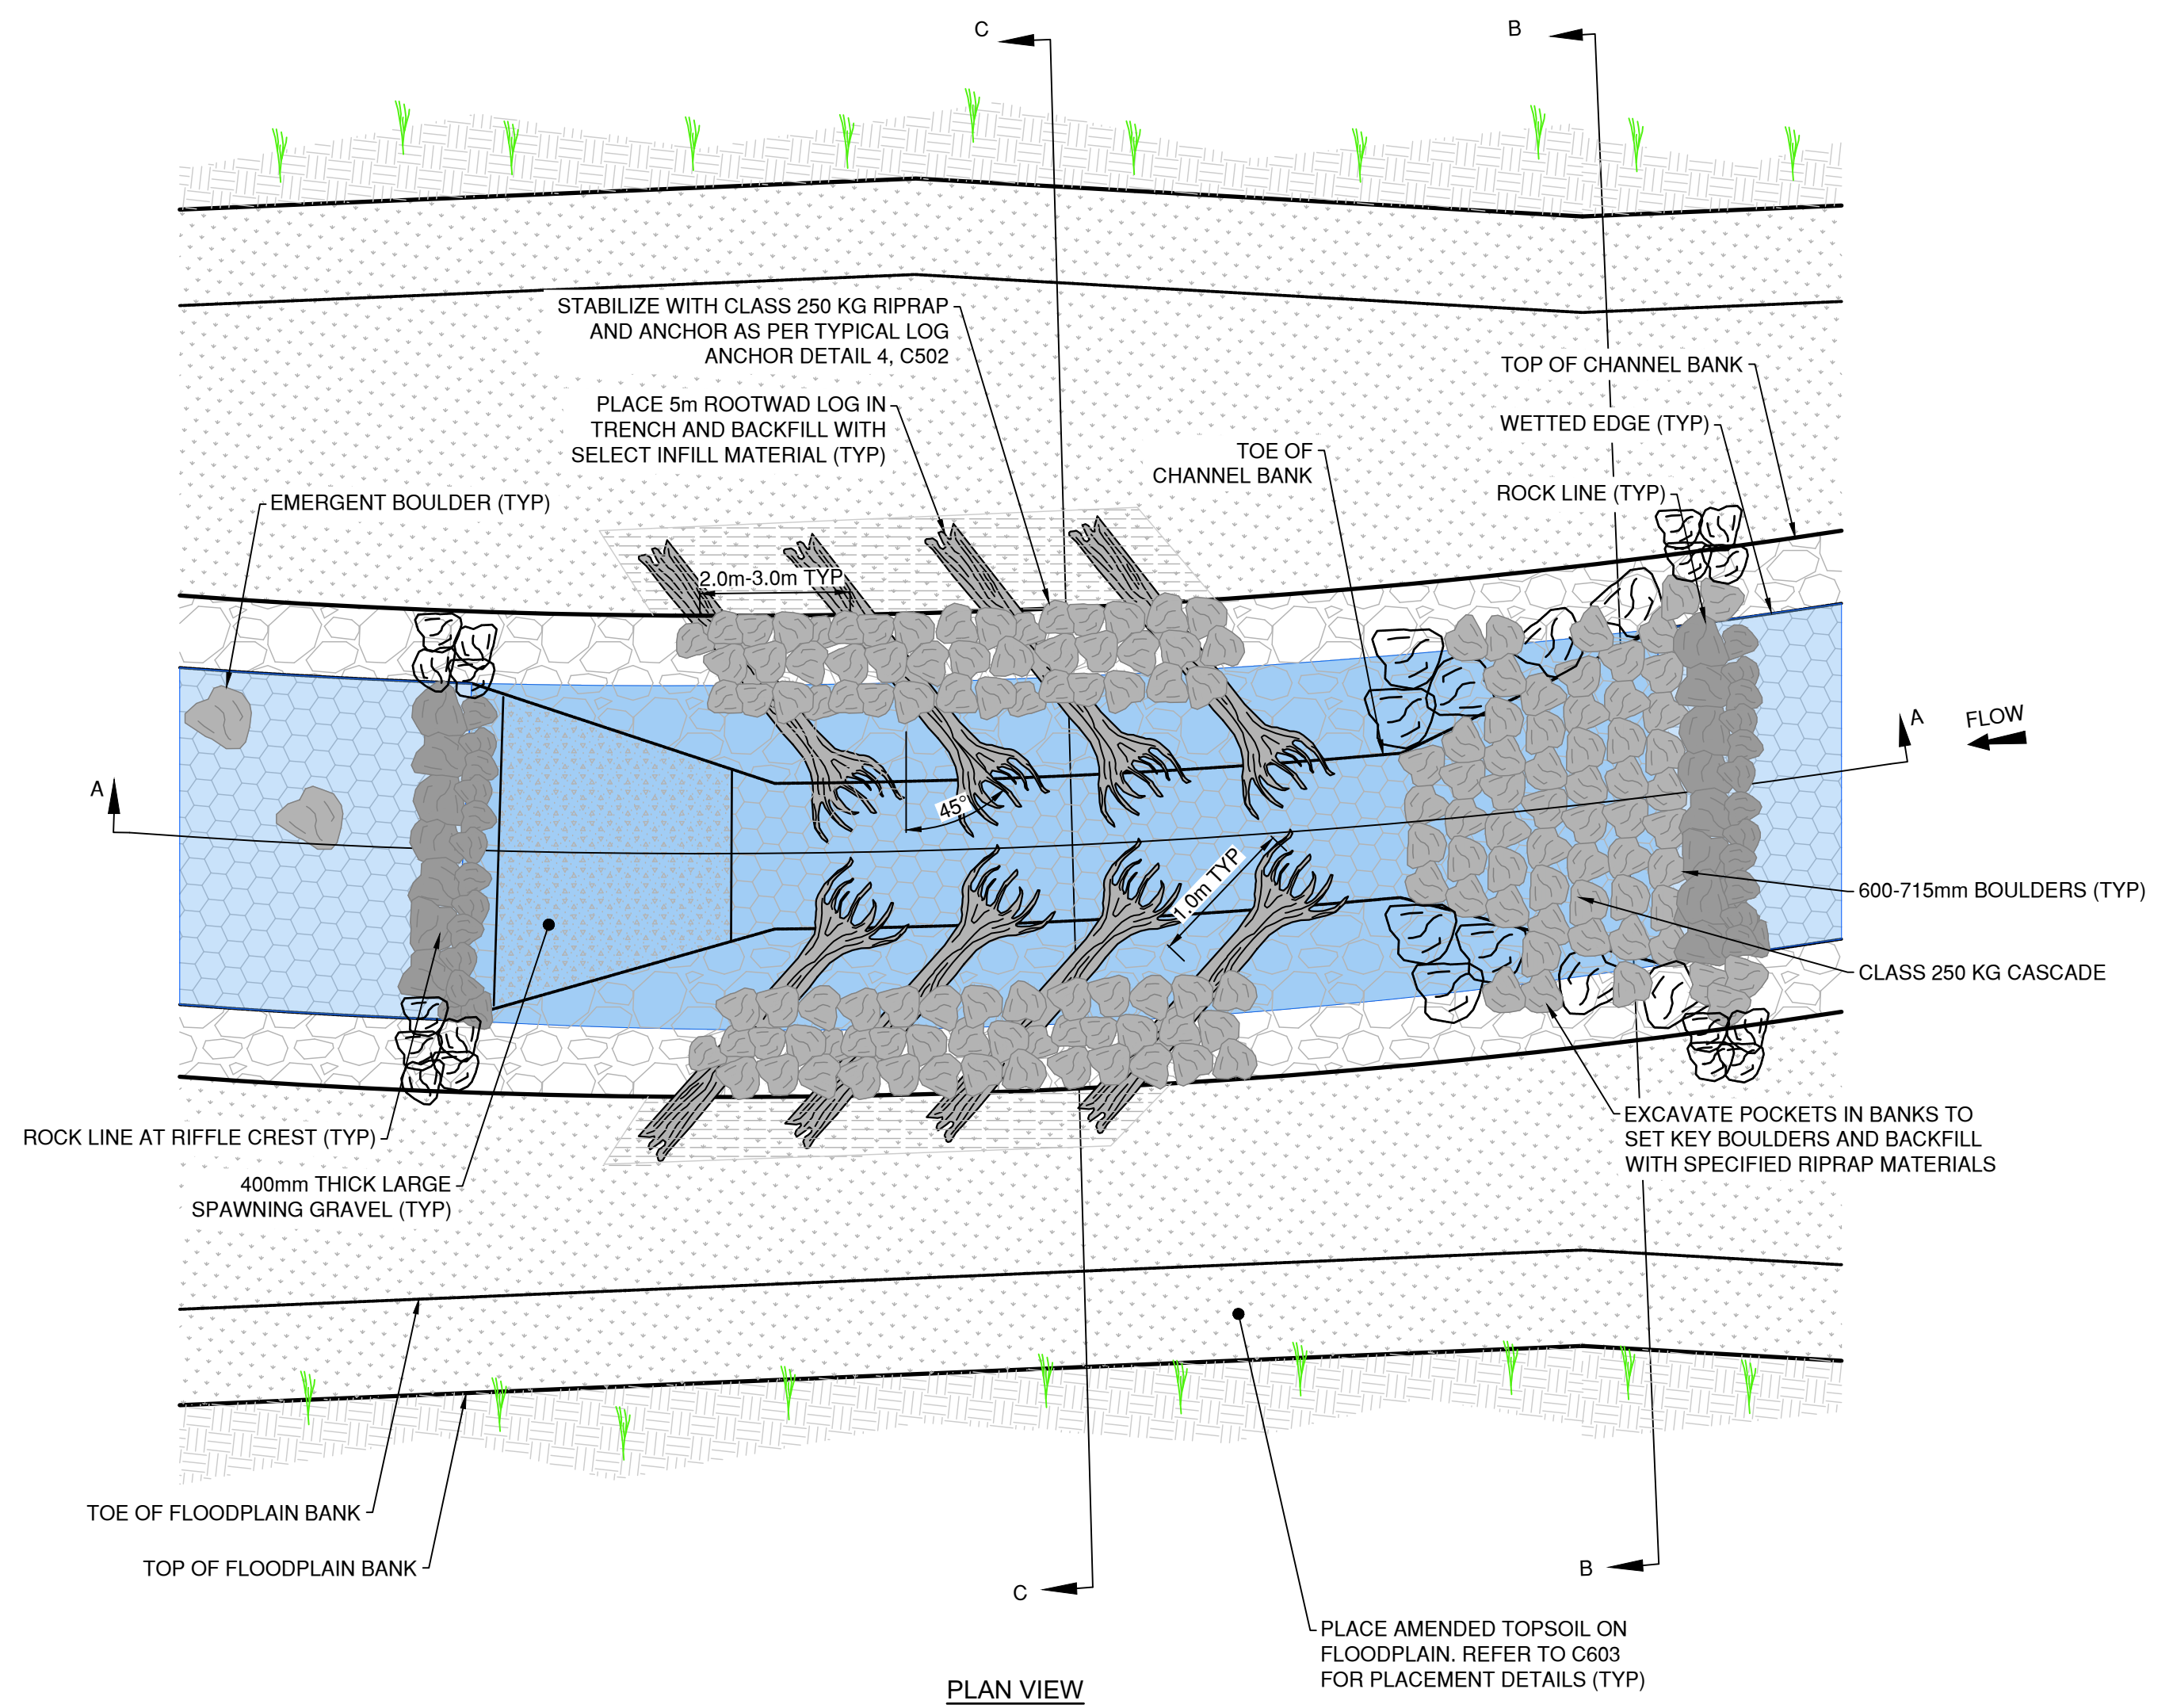 C
B
STABILIZE WITH CLASS 250 KG RIPRAP
AND ANCHOR AS PER TYPICAL LOG
ANCHOR DETAIL 4, C502
TOP OF CHANNEL BANK
PLACE 5m ROOTWAD LOG IN
TRENCH AND BACKFILL WITH
SELECT INFILL MATERIAL (TYP)
WETTED EDGE (TYP)
TOE OF
CHANNEL BANK
ROCK LINE (TYP)
EMERGENT BOULDER (TYP)
2.0m-3.0m TYP
A
FLOW
A
45°
1.0m TYP
600-715mm BOULDERS (TYP)
CLASS 250 KG CASCADE
EXCAVATE POCKETS IN BANKS TO
SET KEY BOULDERS AND BACKFILL
WITH SPECIFIED RIPRAP MATERIALS
ROCK LINE AT RIFFLE CREST (TYP)
400mm THICK LARGE
SPAWNING GRAVEL (TYP)
TOE OF FLOODPLAIN BANK
TOP OF FLOODPLAIN BANK
B
C
PLACE AMENDED TOPSOIL ON
FLOODPLAIN. REFER TO C603
FOR PLACEMENT DETAILS (TYP)
PLAN VIEW